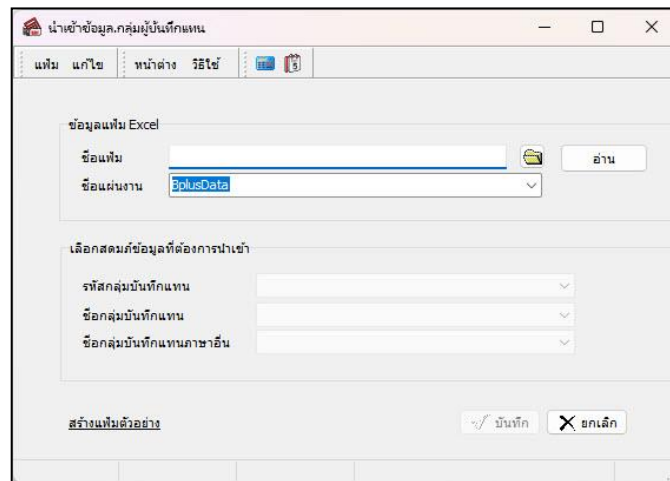 นำเข้าข้อมูล.กลุ่มผู้บันทึกแทน
แฟ้ม แก้ไข หน้าต่าง วิธีใช้
ข้อมูลแฟ้ม Excel
ชื่อแฟ้ม อ่าน
ชื่อแผ่นงาน BplusData
เลือกสดมภ์ข้อมูลที่ต้องการนำเข้า
รหัสกลุ่มบันทึกแทน
ชื่อกลุ่มบันทึกแทน
ชื่อกลุ่มบันทึกแทนภาษาอื่น
สร้างแฟ้มตัวอย่าง บันทึก ยกเลิก